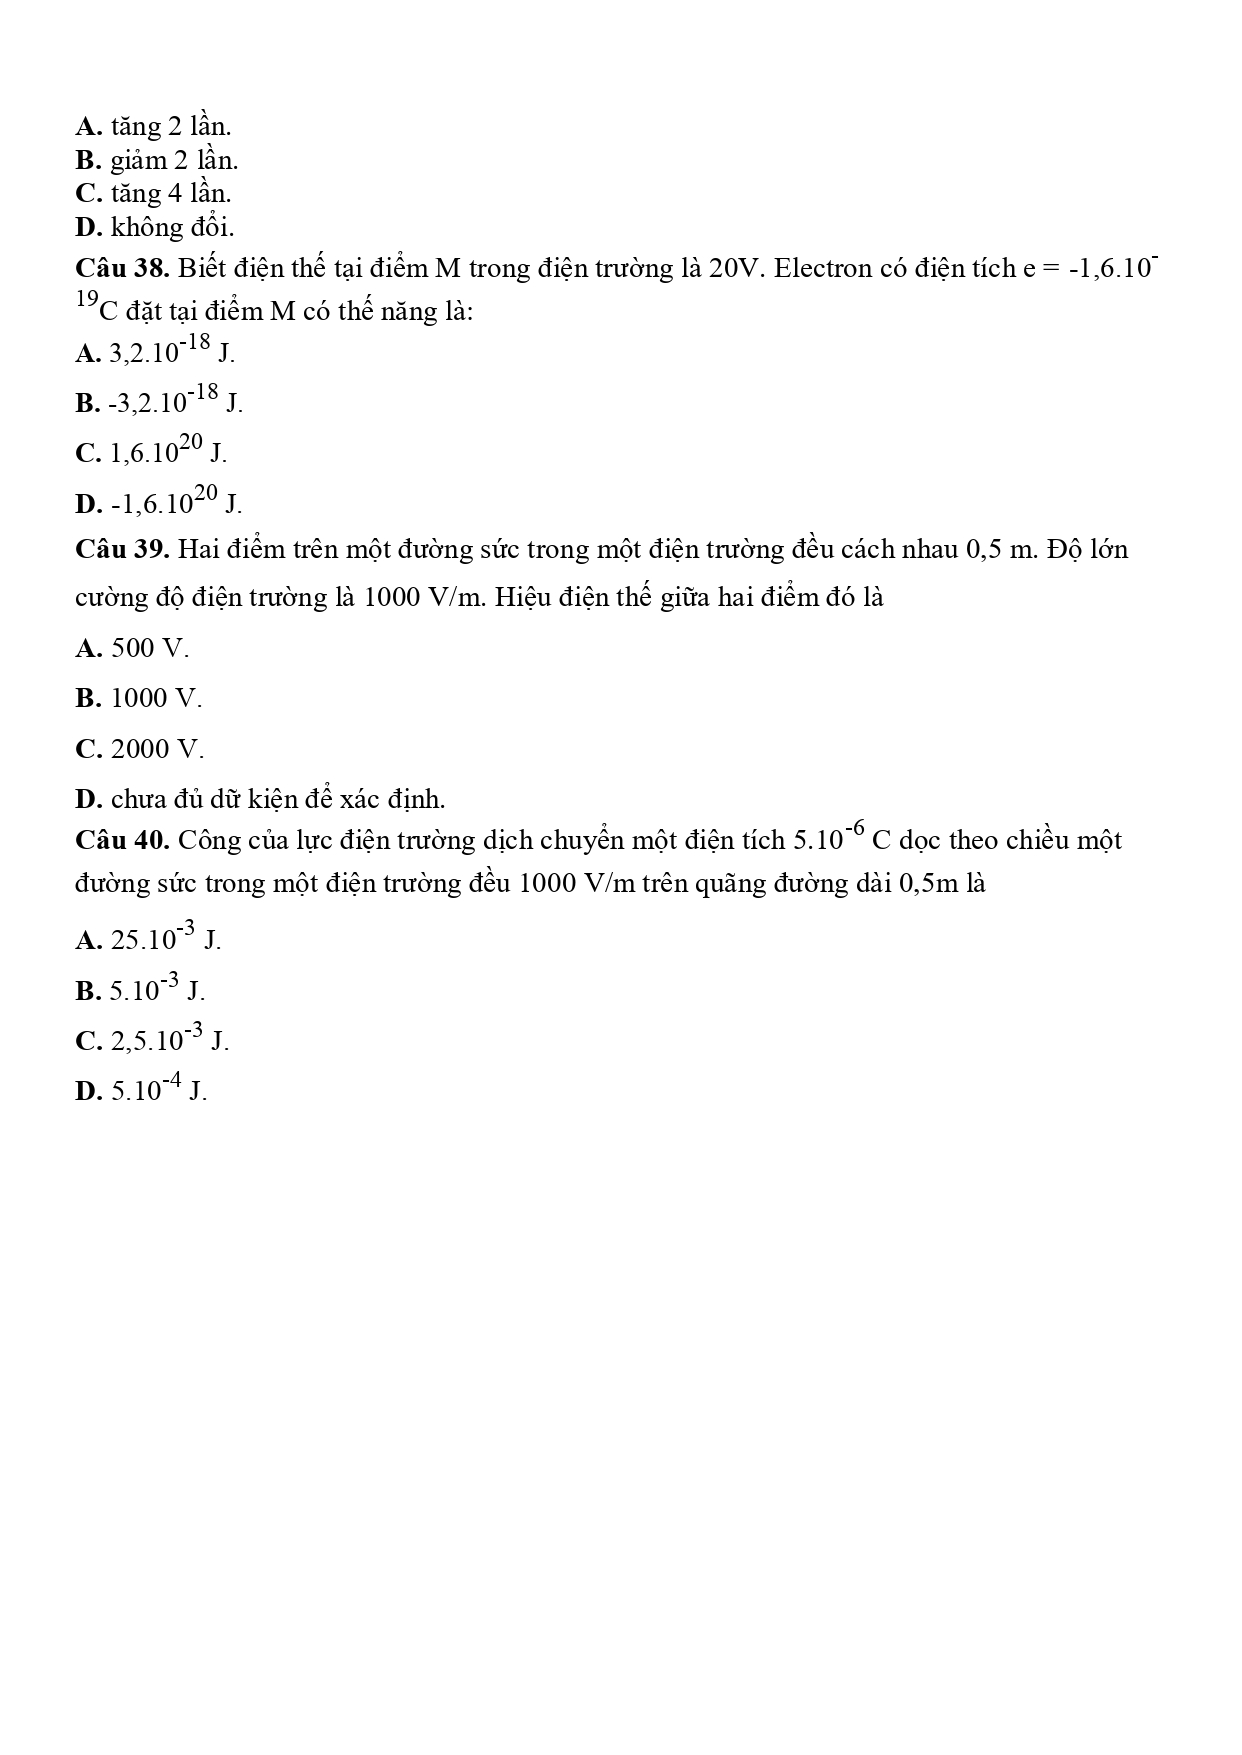 A. tăng 2 lần.
B. giảm 2 lần.
C. tăng 4 lần.
D. không đổi.
Câu 38. Biết điện thế tại điểm M trong điện trường là 20V. Electron có điện tích e = -1,6.10⁻
¹⁹C đặt tại điểm M có thế năng là:
A. 3,2.10⁻¹⁸ J.
B. -3,2.10⁻¹⁸ J.
C. 1,6.10²⁰ J.
D. -1,6.10²⁰ J.
Câu 39. Hai điểm trên một đường sức trong một điện trường đều cách nhau 0,5 m. Độ lớn
cường độ điện trường là 1000 V/m. Hiệu điện thế giữa hai điểm đó là
A. 500 V.
B. 1000 V.
C. 2000 V.
D. chưa đủ dữ kiện để xác định.
Câu 40. Công của lực điện trường dịch chuyển một điện tích 5.10⁻⁶ C dọc theo chiều một
đường sức trong một điện trường đều 1000 V/m trên quãng đường dài 0,5m là
A. 25.10⁻³ J.
B. 5.10⁻³ J.
C. 2,5.10⁻³ J.
D. 5.10⁻⁴ J.